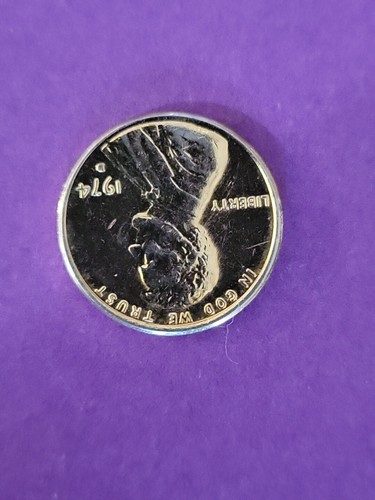 IN GOD WE TRUST
LIBERTY
1974
D